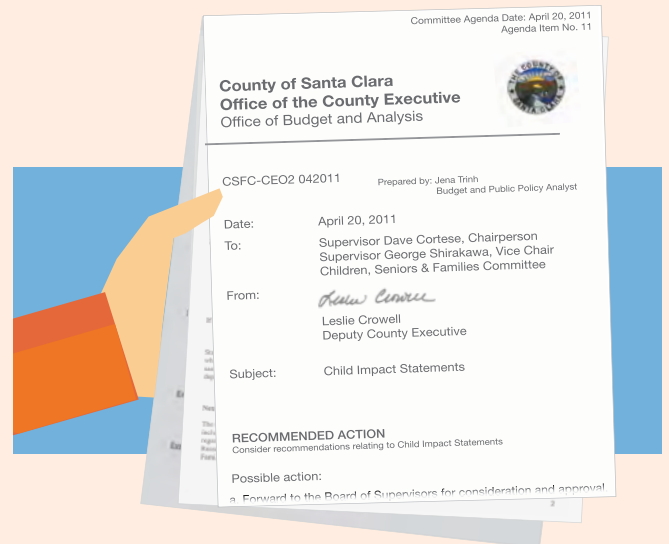 Committee Agenda Date: April 20, 2011
Agenda Item No. 11
County of Santa Clara
Office of the County Executive
Office of Budget and Analysis
CSFC-CEO2 042011
Prepared by: Jena Trinh
Budget and Public Policy Analyst
Date: April 20, 2011
To: Supervisor Dave Cortese, Chairperson
Supervisor George Shirakawa, Vice Chair
Children, Seniors & Families Committee
From: Leslie Crowell
Leslie Crowell
Deputy County Executive
Subject: Child Impact Statements
RECOMMENDED ACTION
Consider recommendations relating to Child Impact Statements
Possible action:
a. Forward to the Board of Supervisors for consideration and approval
2